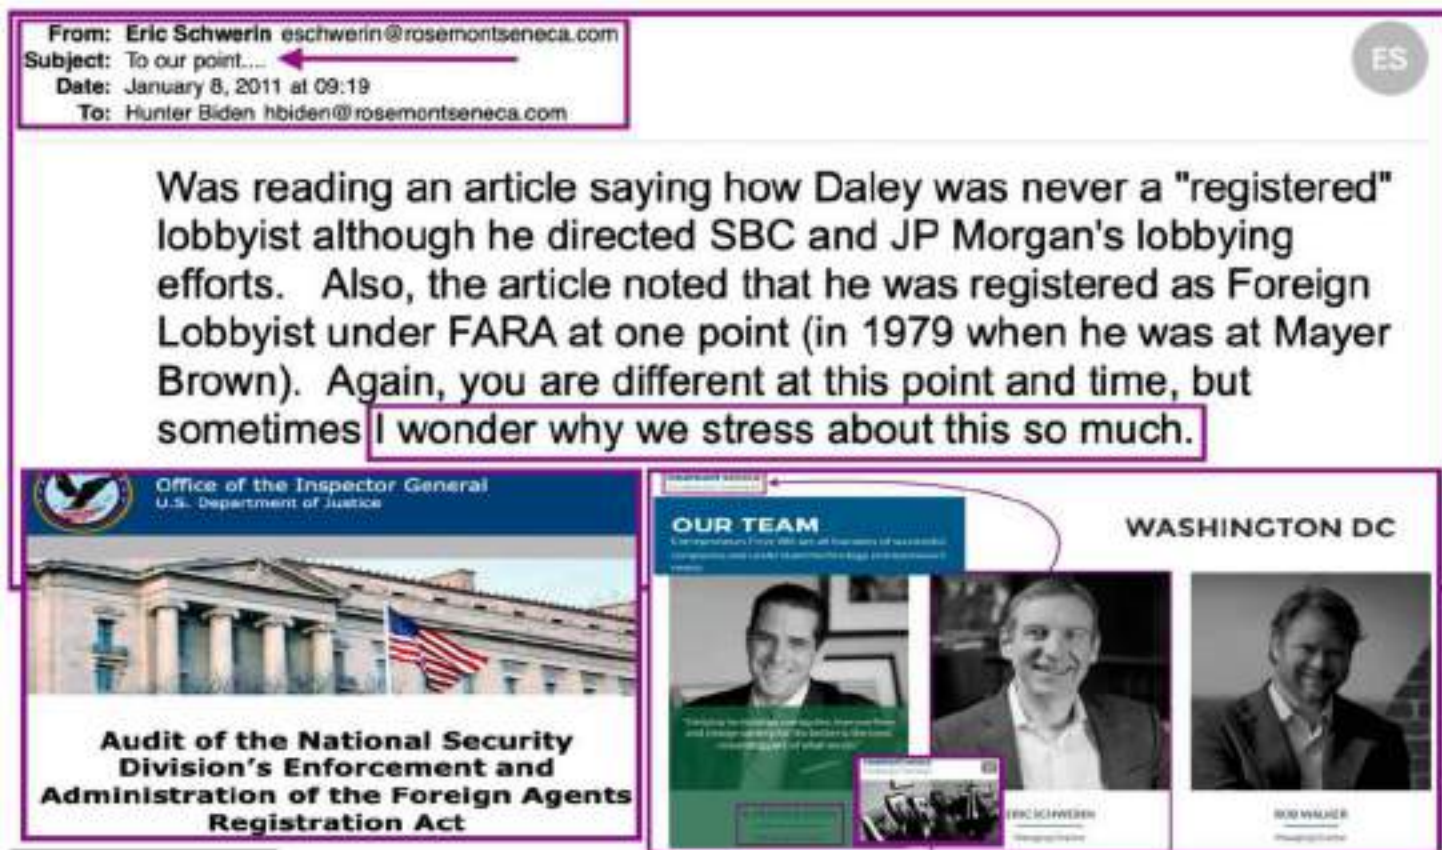 From: Eric Schwerin eschwerin@rosemontseneca.com
Subject: To our point....
Date: January 8, 2011 at 09:19
To: Hunter Biden hbiden@rosemontseneca.com
ES
Was reading an article saying how Daley was never a "registered"
lobbyist although he directed SBC and JP Morgan's lobbying
efforts. Also, the article noted that he was registered as Foreign
Lobbyist under FARA at one point (in 1979 when he was at Mayer
Brown). Again, you are different at this point and time, but
sometimes I wonder why we stress about this so much.
Office of the Inspector General
U.S. Department of Justice
Audit of the National Security
Division's Enforcement and
Administration of the Foreign Agents
Registration Act
OUR TEAM
WASHINGTON DC
ERIC SCHWERIN
Managing Director
ROB WALKER
Managing Director